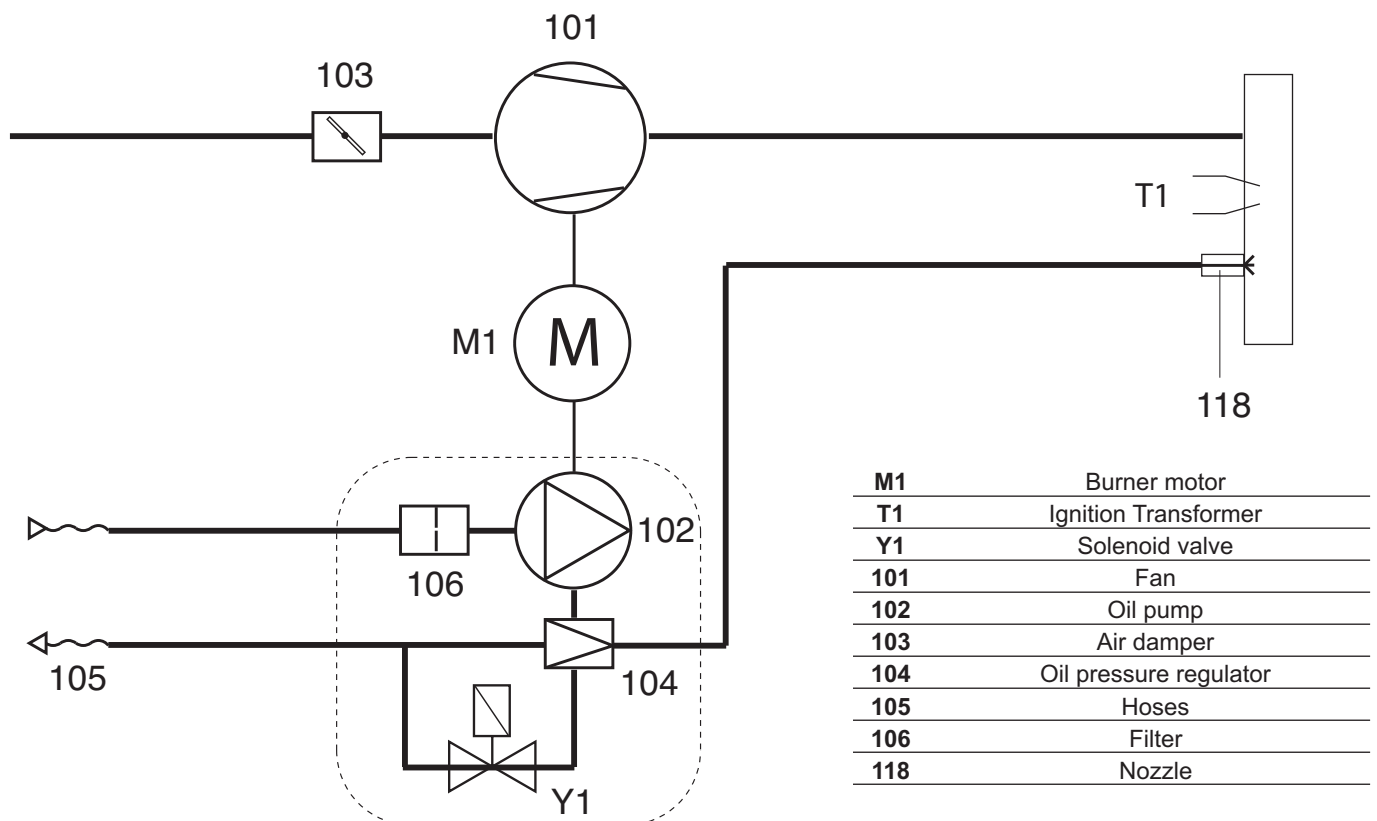 101
103
T1
M1 M
118
102
106
105
104
Y1
M1 Burner motor
T1 Ignition Transformer
Y1 Solenoid valve
101 Fan
102 Oil pump
103 Air damper
104 Oil pressure regulator
105 Hoses
106 Filter
118 Nozzle